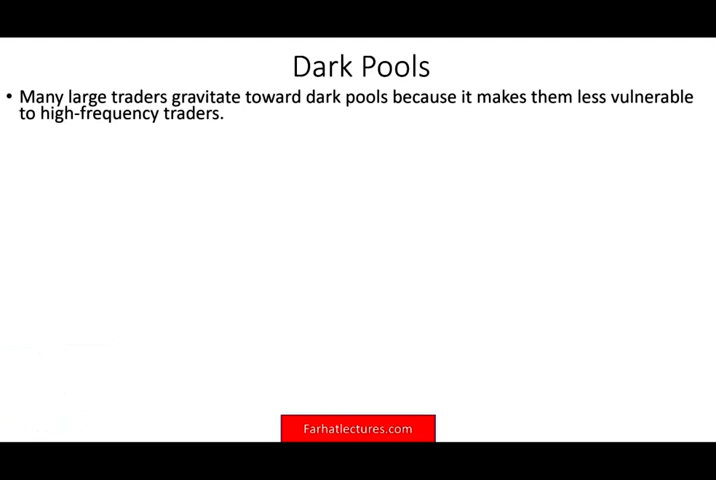 Dark Pools
• Many large traders gravitate toward dark pools because it makes them less vulnerable
to high-frequency traders.
Farhatlectures.com